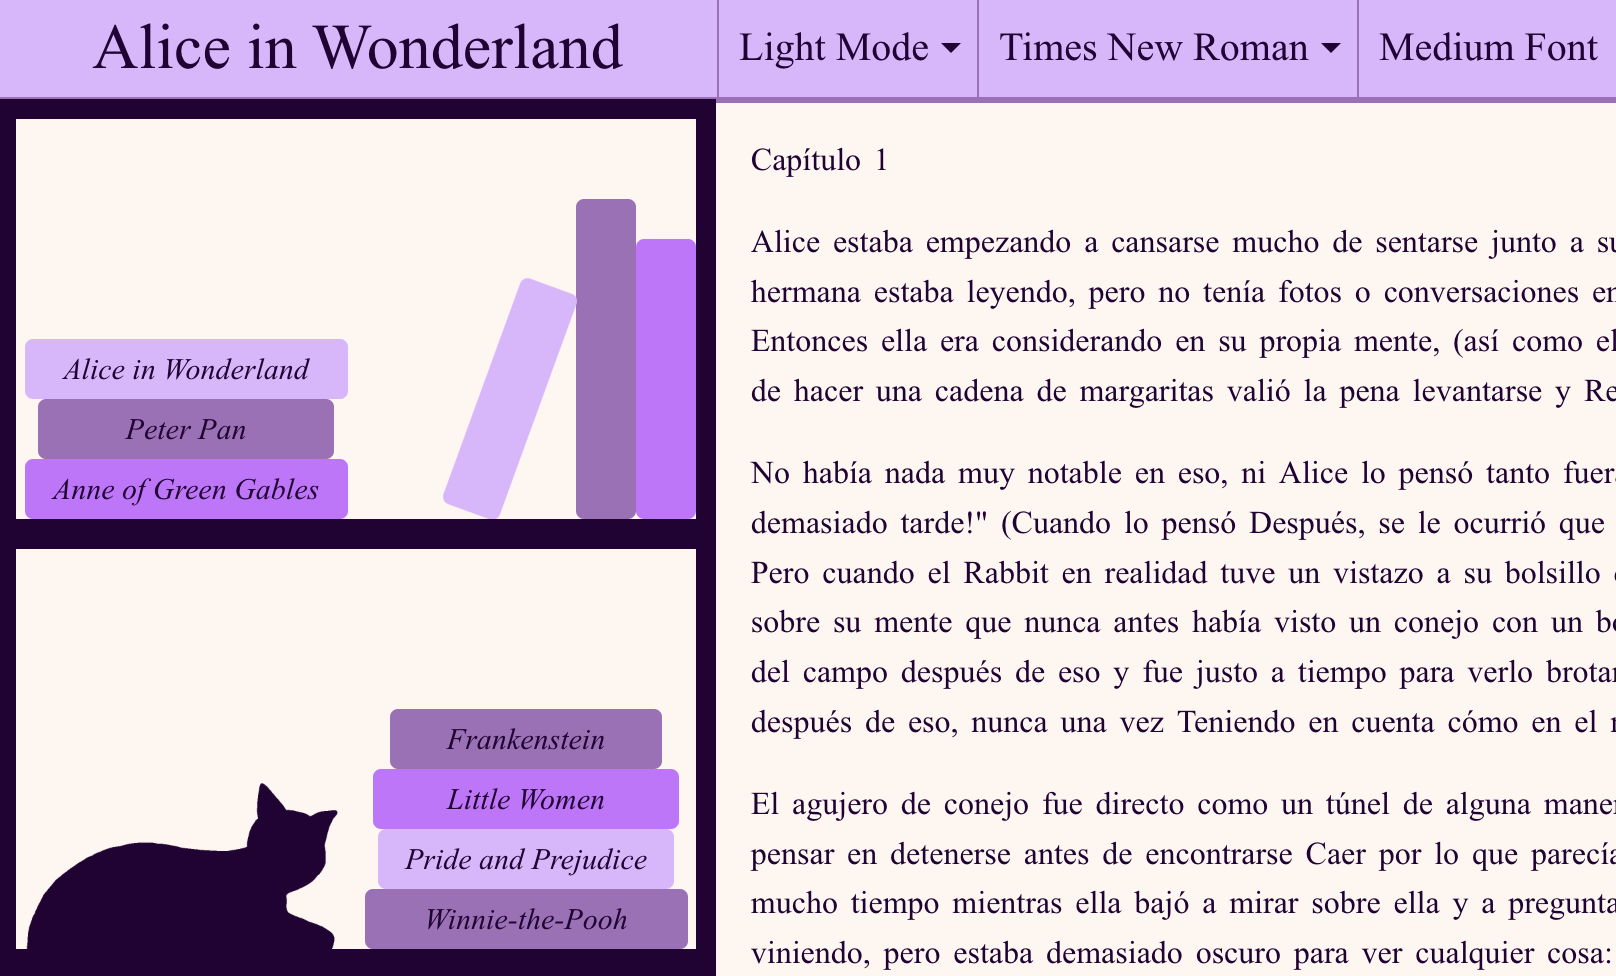 Alice in Wonderland
Light Mode
Times New Roman
Medium Font
Alice in Wonderland
Peter Pan
Anne of Green Gables
Frankenstein
Little Women
Pride and Prejudice
Winnie-the-Pooh
Capítulo 1
Alice estaba empezando a cansarse mucho de sentarse junto a
hermana estaba leyendo, pero no tenía fotos o conversaciones
Entonces ella era considerando en su propia mente, (así como
de hacer una cadena de margaritas valió la pena levantarse y
No había nada muy notable en eso, ni Alice lo pensó tanto
demasiado tarde!" (Cuando lo pensó Después, se le ocurrió que
Pero cuando el Rabbit en realidad tuve un vistazo a su bolsillo
sobre su mente que nunca antes había visto un conejo con un
del campo después de eso y fue justo a tiempo para verlo
después de eso, nunca una vez Teniendo en cuenta cómo en el
El agujero de conejo fue directo como un túnel de alguna
pensar en detenerse antes de encontrarse Caer por lo que
mucho tiempo mientras ella bajó a mirar sobre ella y a
viniendo, pero estaba demasiado oscuro para ver cualquier cosa: